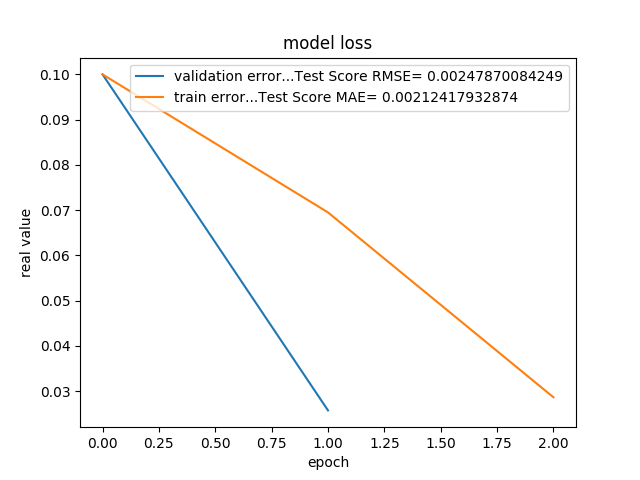 model loss
validation error...Test Score RMSE= 0.00247870084249
train error...Test Score MAE= 0.00212417932874
real value
0.10
0.09
0.08
0.07
0.06
0.05
0.04
0.03
0.00 0.25 0.50 0.75 1.00 1.25 1.50 1.75 2.00
epoch